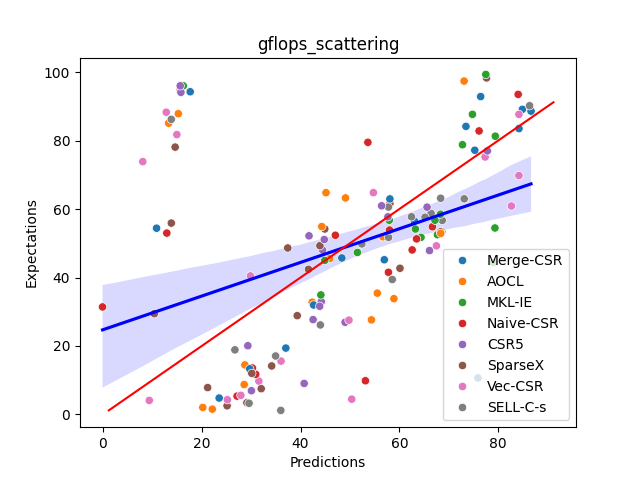 gflops_scattering
100
80
60
40
20
0
Expectations
Merge-CSR
AOCL
MKL-IE
Naive-CSR
CSR5
SparseX
Vec-CSR
SELL-C-s
0 20 40 60 80
Predictions